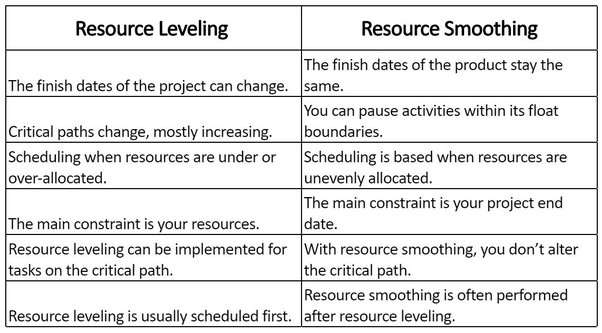 Resource Leveling
Resource Smoothing
The finish dates of the project can change.
The finish dates of the product stay the
same.
Critical paths change, mostly increasing.
You can pause activities within its float
boundaries.
Scheduling when resources are under or
over-allocated.
Scheduling is based when resources are
unevenly allocated.
The main constraint is your resources.
The main constraint is your project end
date.
Resource leveling can be implemented for
tasks on the critical path.
With resource smoothing, you don’t alter
the critical path.
Resource leveling is usually scheduled first.
Resource smoothing is often performed
after resource leveling.